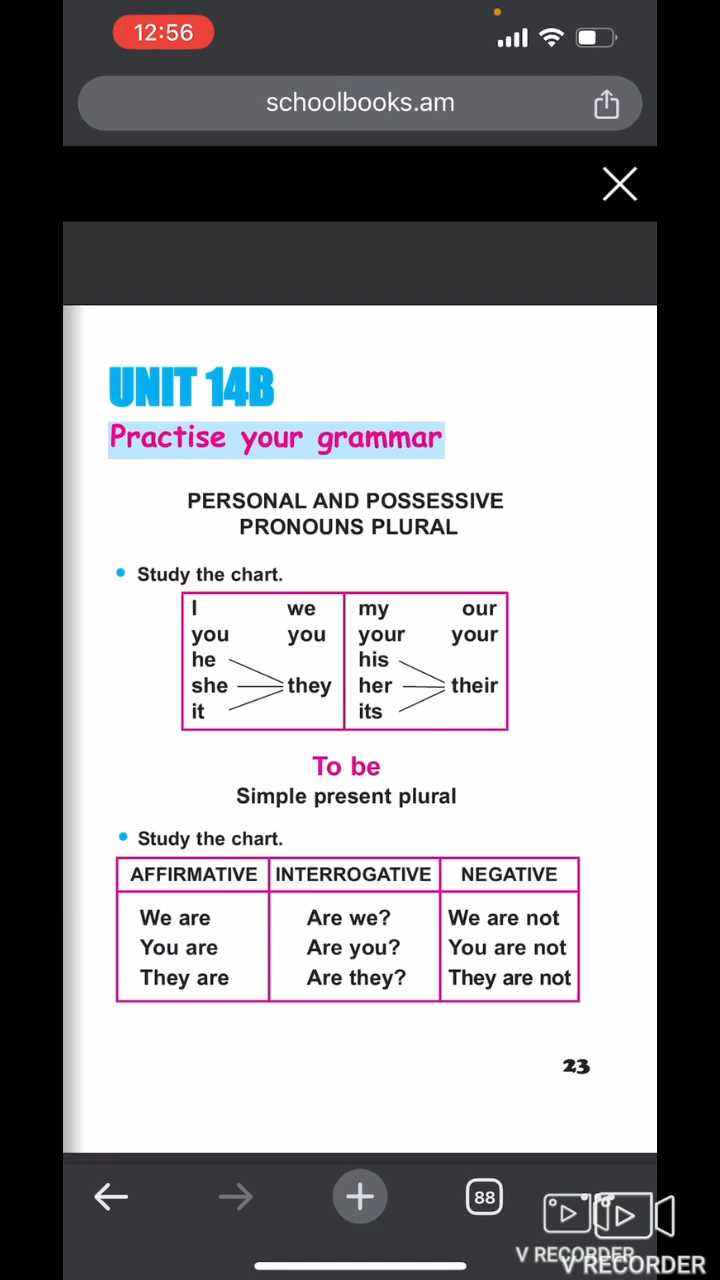 12:56
schoolbooks.am
UNIT 14B
Practise your grammar
PERSONAL AND POSSESSIVE
PRONOUNS PLURAL
• Study the chart.
I we my our
you you your your
he his
she they her their
it its
To be
Simple present plural
• Study the chart.
AFFIRMATIVE INTERROGATIVE NEGATIVE
We are Are we? We are not
You are Are you? You are not
They are Are they? They are not
23
88
V RECORDER
V RECORDER